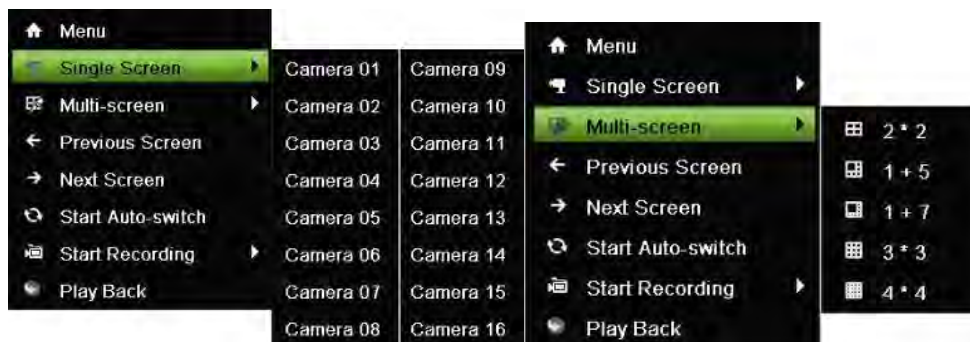 Menu
Single Screen
Multi-screen
Previous Screen
Next Screen
Start Auto-switch
Start Recording
Play Back
Camera 01
Camera 02
Camera 03
Camera 04
Camera 05
Camera 06
Camera 07
Camera 08
Camera 09
Camera 10
Camera 11
Camera 12
Camera 13
Camera 14
Camera 15
Camera 16
Menu
Single Screen
Multi-screen
Previous Screen
Next Screen
Start Auto-switch
Start Recording
Play Back
2 * 2
1 + 5
1 + 7
3 * 3
4 * 4